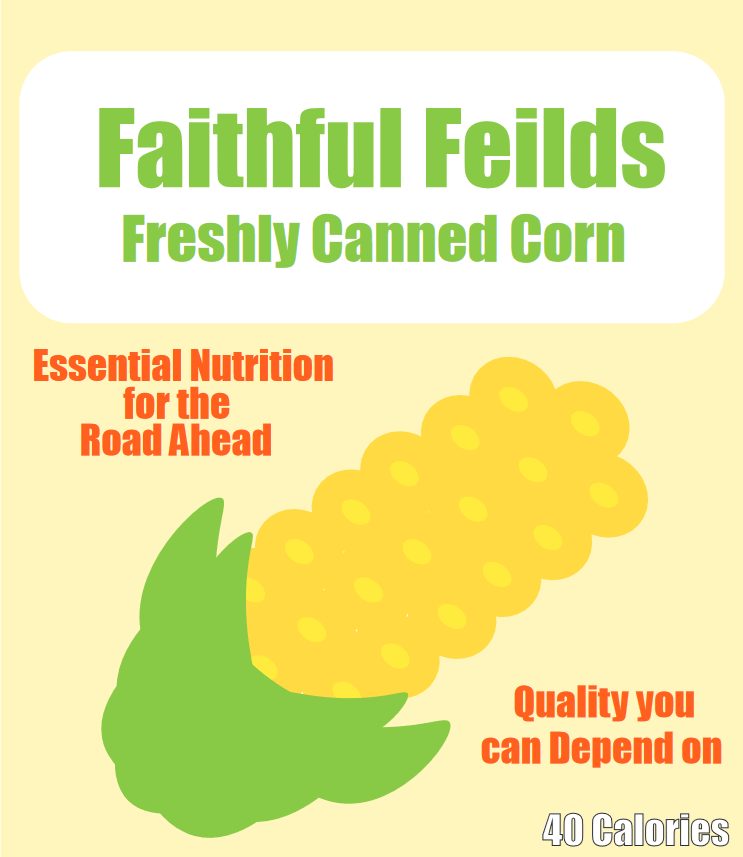 Faithful Feilds
Freshly Canned Corn
Essential Nutrition
for the
Road Ahead
Quality you
can Depend on
40 Calories